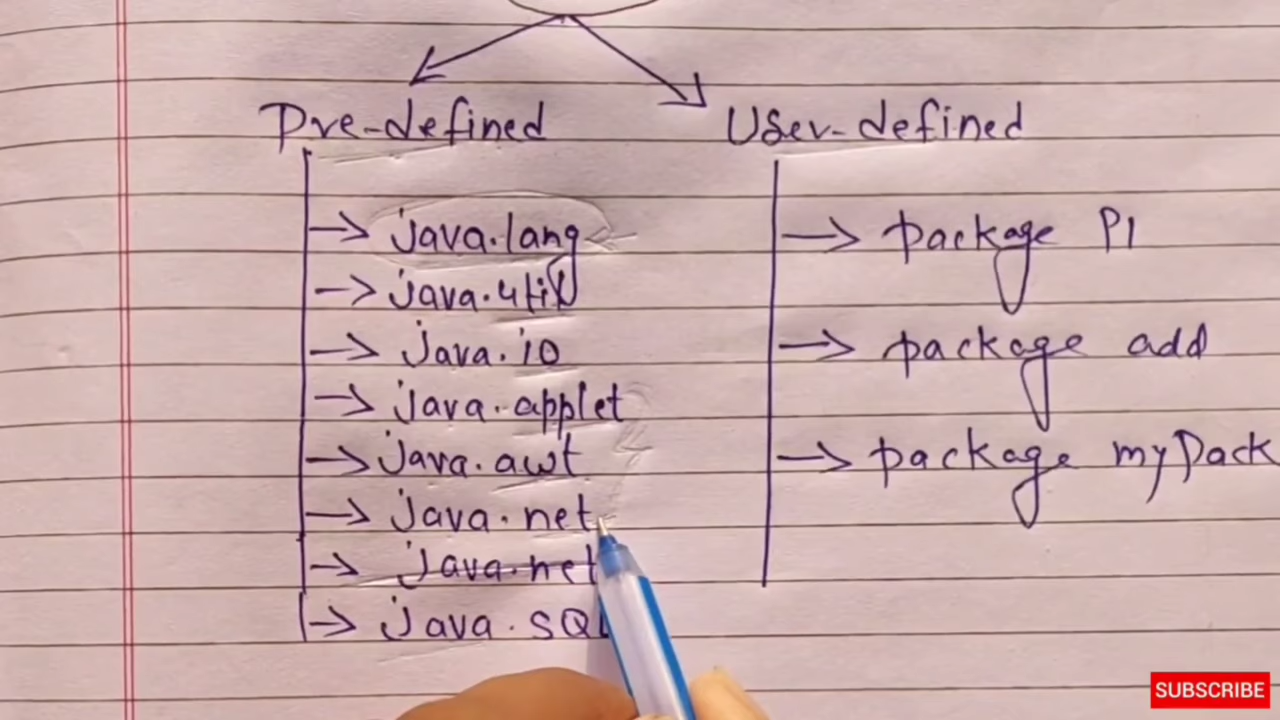 Pre-defined
→ java.lang
→ java.util
→ java.io
→ java.applet
→ java.awt
→ java.net
→ java.net
→ java.SQL
User-defined
→ package P1
→ package add
→ package myPack
SUBSCRIBE